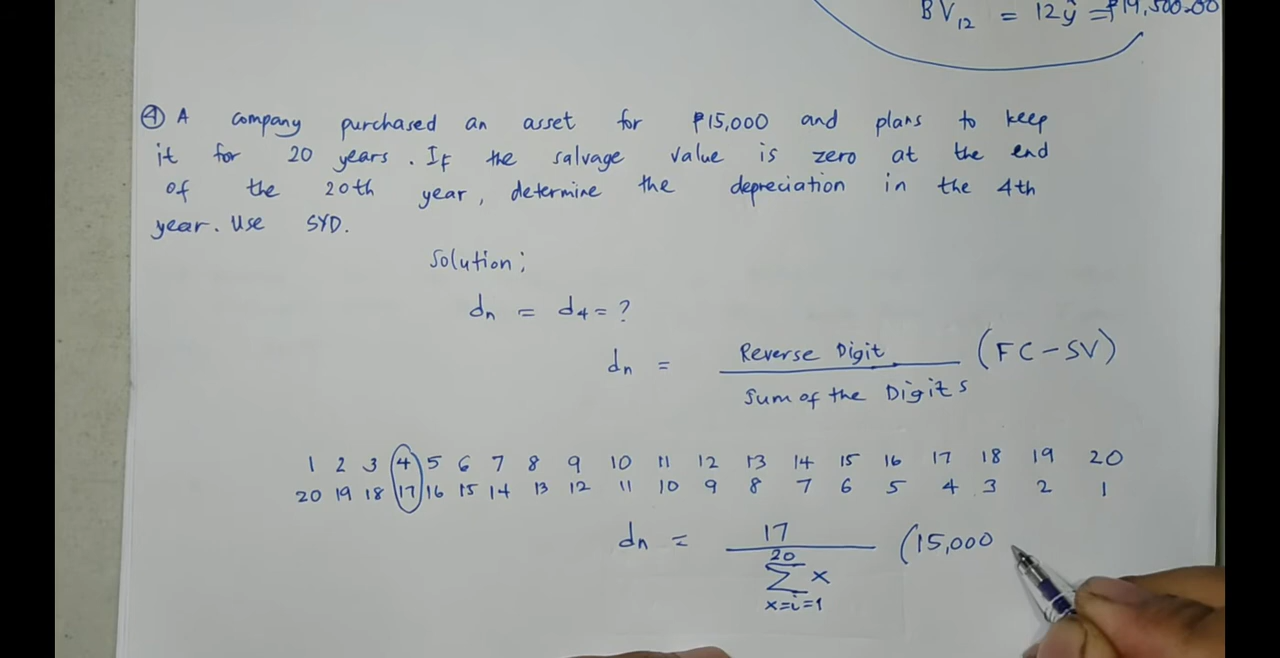 BV₁₂ = 12ŷ = ₱19,500.00
④ A company purchased an asset for ₱15,000 and plans to keep
it for 20 years. If the salvage value is zero at the end
of the 20th year, determine the depreciation in the 4th
year. Use SYD.
Solution;
dn = d4 = ?
dn = Reverse Digit / Sum of the Digits (FC - SV)
1 2 3 4 5 6 7 8 9 10 11 12 13 14 15 16 17 18 19 20
20 19 18 17 16 15 14 13 12 11 10 9 8 7 6 5 4 3 2 1
dn = 17 / 20 Σ x x=i=1 (15,000